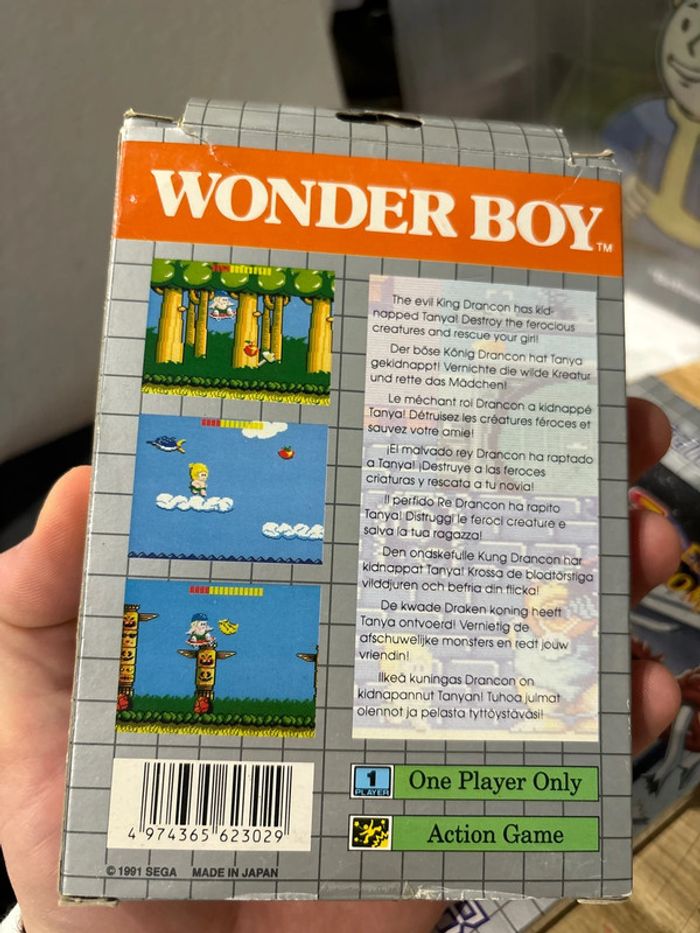 WONDER BOY
TM
The evil King Drancon has kid-
napped Tanya! Destroy the ferocious
creatures and rescue your girl!
Der böse König Drancon hat Tanya
gekidnappt! Vernichte die wilde Kreatur
und rette das Mädchen!
Le méchant roi Drancon a kidnappé
Tanya! Détruisez les créatures féroces et
sauvez votre amie!
¡El malvado rey Drancon ha raptado
a Tanya! ¡Destruye a las feroces
criaturas y rescata a tu novia!
Il perfido Re Drancon ha rapito
Tanya! Distruggi le feroci creature e
salva la tua ragazza!
Den ondskefulle Kung Drancon har
kidnappat Tanya! Krossa de blodtörstiga
vilddjuren och befria din flicka!
De kwade Draken koning heeft
Tanya ontvoerd! Vernietig de
afschuwelijke monsters en redt jouw
vriendin!
Ilkeä kuningas Drancon on
kidnapannut Tanyan! Tuhoa julmat
olennot ja pelasta tyttöystäväsi!
4 974365 623029
1
PLAYER
One Player Only
Action Game
© 1991 SEGA MADE IN JAPAN